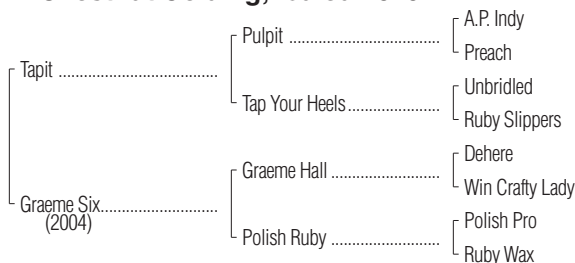 A.P. Indy
Pulpit
Preach
Tapit
Unbridled
Tap Your Heels
Ruby Slippers
Dehere
Graeme Hall
Win Crafty Lady
Graeme Six
(2004)
Polish Pro
Polish Ruby
Ruby Wax